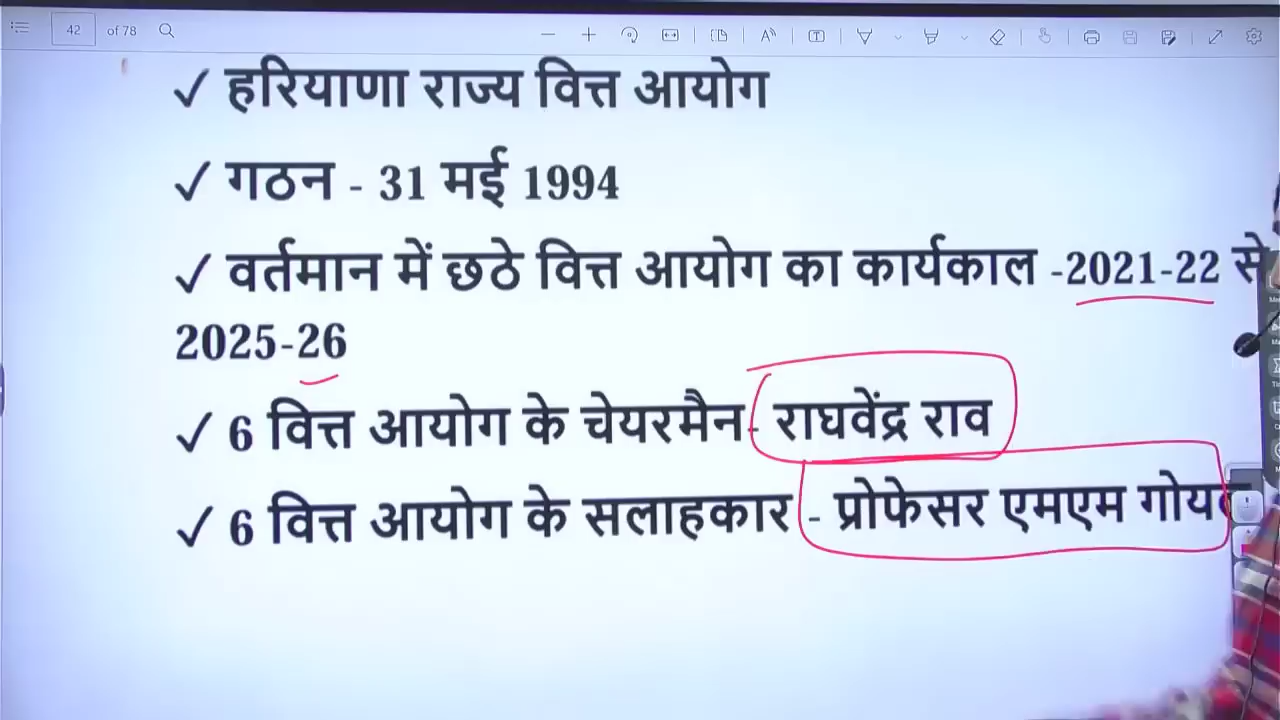 42 of 78
✓ हरियाणा राज्य वित्त आयोग
✓ गठन - 31 मई 1994
✓ वर्तमान में छठे वित्त आयोग का कार्यकाल -2021-22 से
2025-26
✓ 6 वित्त आयोग के चेयरमैन- राघवेंद्र राव
✓ 6 वित्त आयोग के सलाहकार - प्रोफेसर एमएम